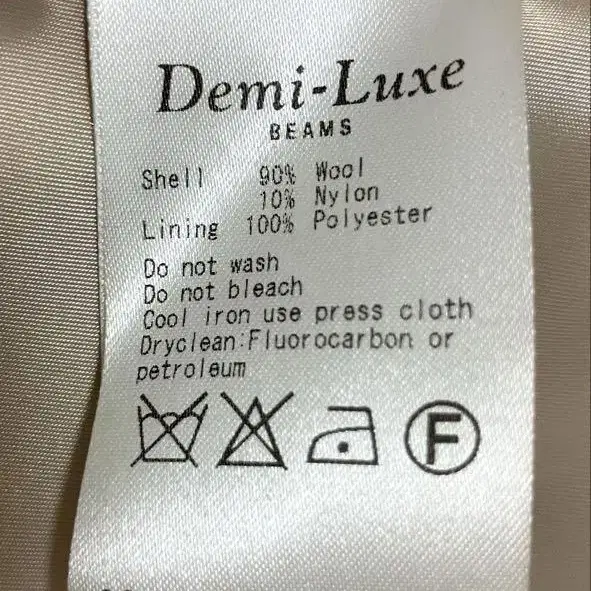 Demi-Luxe
BEAMS
Shell 90% Wool
10% Nylon
Lining 100% Polyester
Do not wash
Do not bleach
Cool iron use press cloth
Dryclean:Fluorocarbon or
petroleum
F